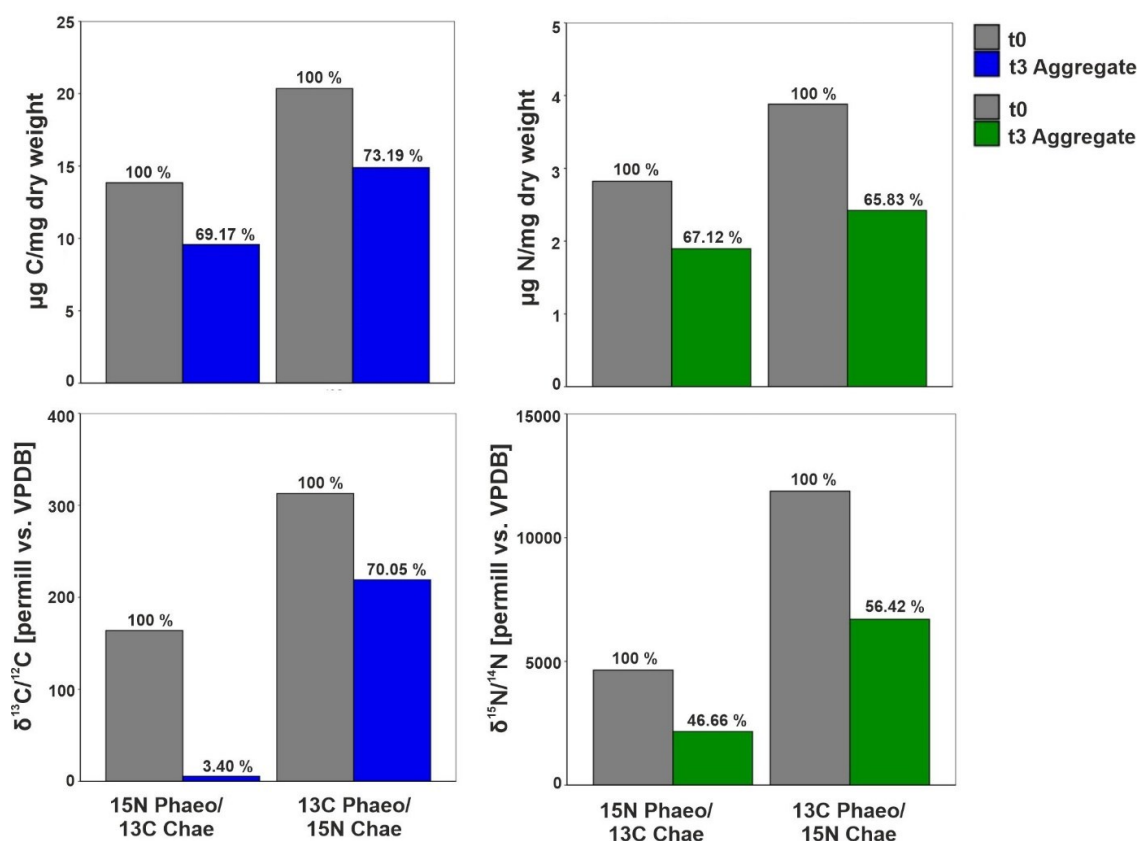 25
20
15
10
5
0
µg C/mg dry weight
100 %
69.17 %
100 %
73.19 %
5
4
3
2
1
0
µg N/mg dry weight
100 %
67.12 %
100 %
65.83 %
t0
t3 Aggregate
t0
t3 Aggregate
400
300
200
100
0
δ¹³C/¹²C [permill vs. VPDB]
100 %
3.40 %
100 %
70.05 %
15N Phaeo/
13C Chae
13C Phaeo/
15N Chae
15000
10000
5000
0
δ¹⁵N/¹⁴N [permill vs. VPDB]
100 %
46.66 %
100 %
56.42 %
15N Phaeo/
13C Chae
13C Phaeo/
15N Chae